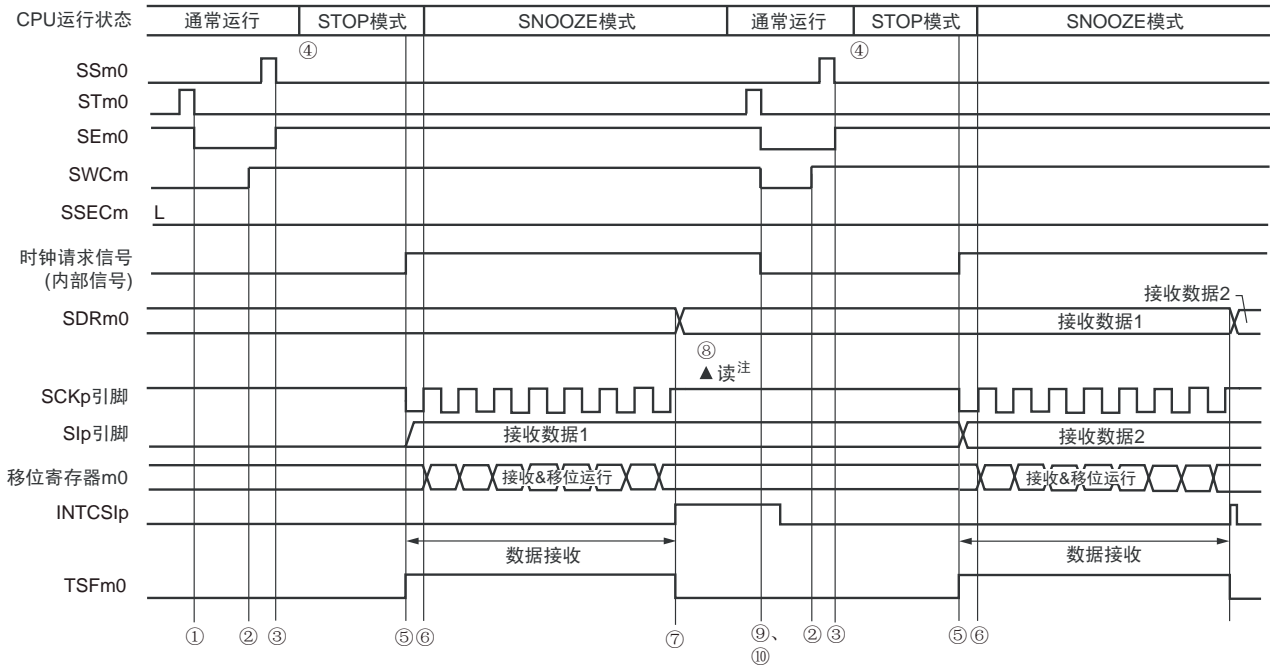 CPU运行状态 通常运行 STOP模式 SNOOZE模式 通常运行 STOP模式 SNOOZE模式
④ ④
SSm0
STm0
SEm0
SWCm
SSECm L
时钟请求信号
(内部信号)
接收数据2
SDRm0 接收数据1
⑧
▲读注
SCKp引脚
SIp引脚 接收数据1 接收数据2
移位寄存器m0 接收&移位运行 接收&移位运行
INTCSIp
数据接收 数据接收
TSFm0
① ② ③ ⑤ ⑥ ⑦ ⑨、 ② ③ ⑤ ⑥
⑩